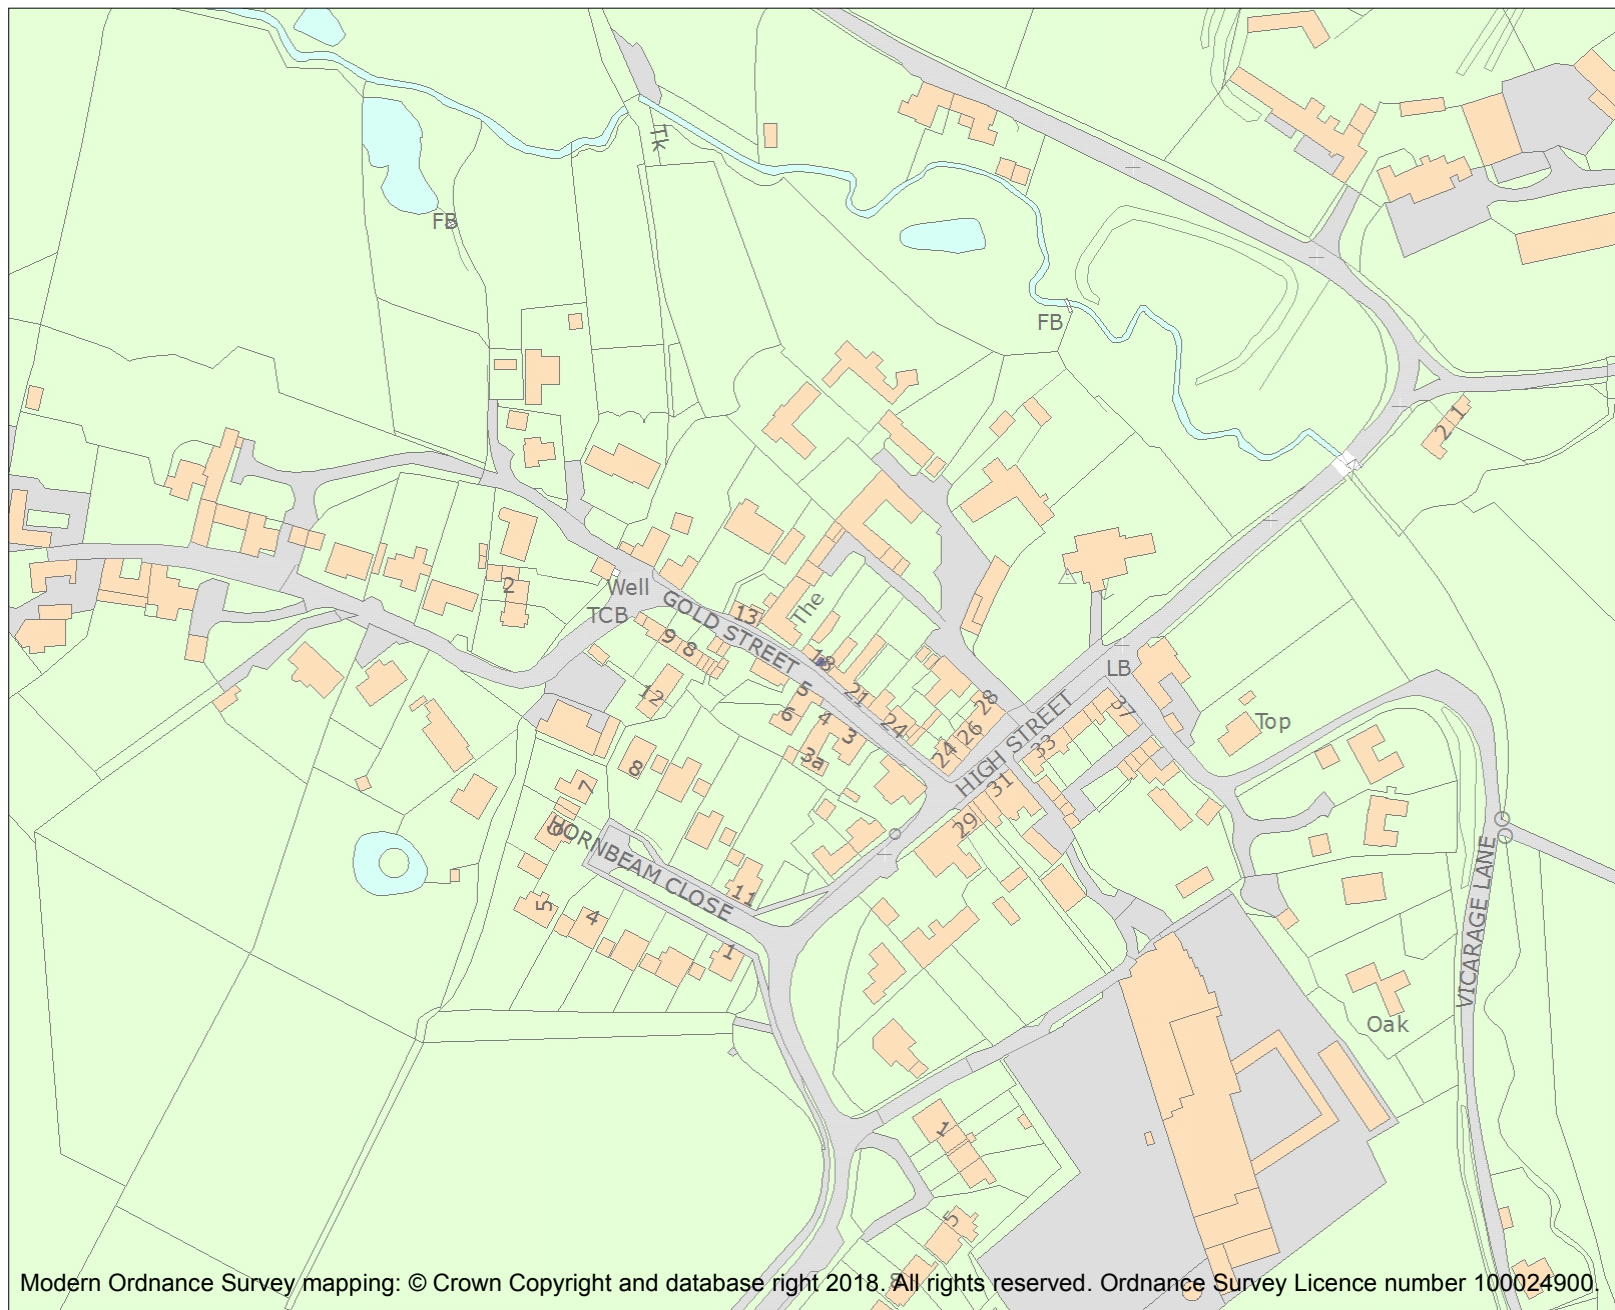 Tk
FB
FB
2 1
2
Well
TCB
GOLD STREET
13
The
9
8
18
LB
12
5
21
6
4
24
28
37
3
26
Top
3a
24
33
HIGH STREET
8
7
31
6
29
HORNBEAM CLOSE
11
VICARAGE LANE
5
4
1
Oak
1
5
8
Modern Ordnance Survey mapping: © Crown Copyright and database right 2018. All rights reserved. Ordnance Survey Licence number 100024900.